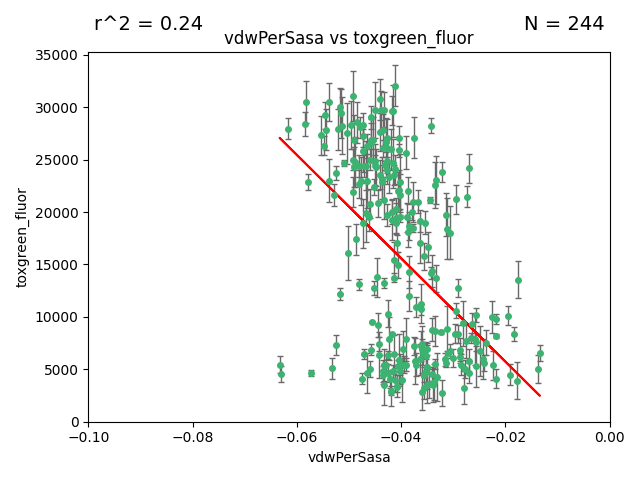 r^2 = 0.24
N = 244
vdwPerSasa vs toxgreen_fluor
35000
30000
25000
20000
15000
10000
5000
0
toxgreen_fluor
−0.10
−0.08
−0.06
−0.04
−0.02
0.00
vdwPerSasa